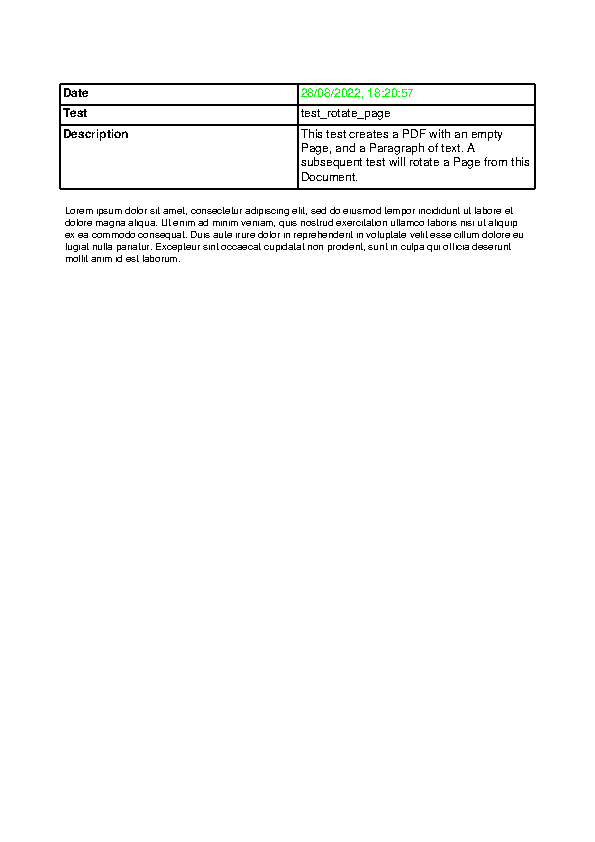 Date 28/08/2022, 18:20:57
Test test_rotate_page
Description This test creates a PDF with an empty
Page, and a Paragraph of text. A
subsequent test will rotate a Page from this
Document.
Lorem ipsum dolor sit amet, consectetur adipiscing elit, sed do eiusmod tempor incididunt ut labore et
dolore magna aliqua. Ut enim ad minim veniam, quis nostrud exercitation ullamco laboris nisi ut aliquip
ex ea commodo consequat. Duis aute irure dolor in reprehenderit in voluptate velit esse cillum dolore eu
fugiat nulla pariatur. Excepteur sint occaecat cupidatat non proident, sunt in culpa qui officia deserunt
mollit anim id est laborum.